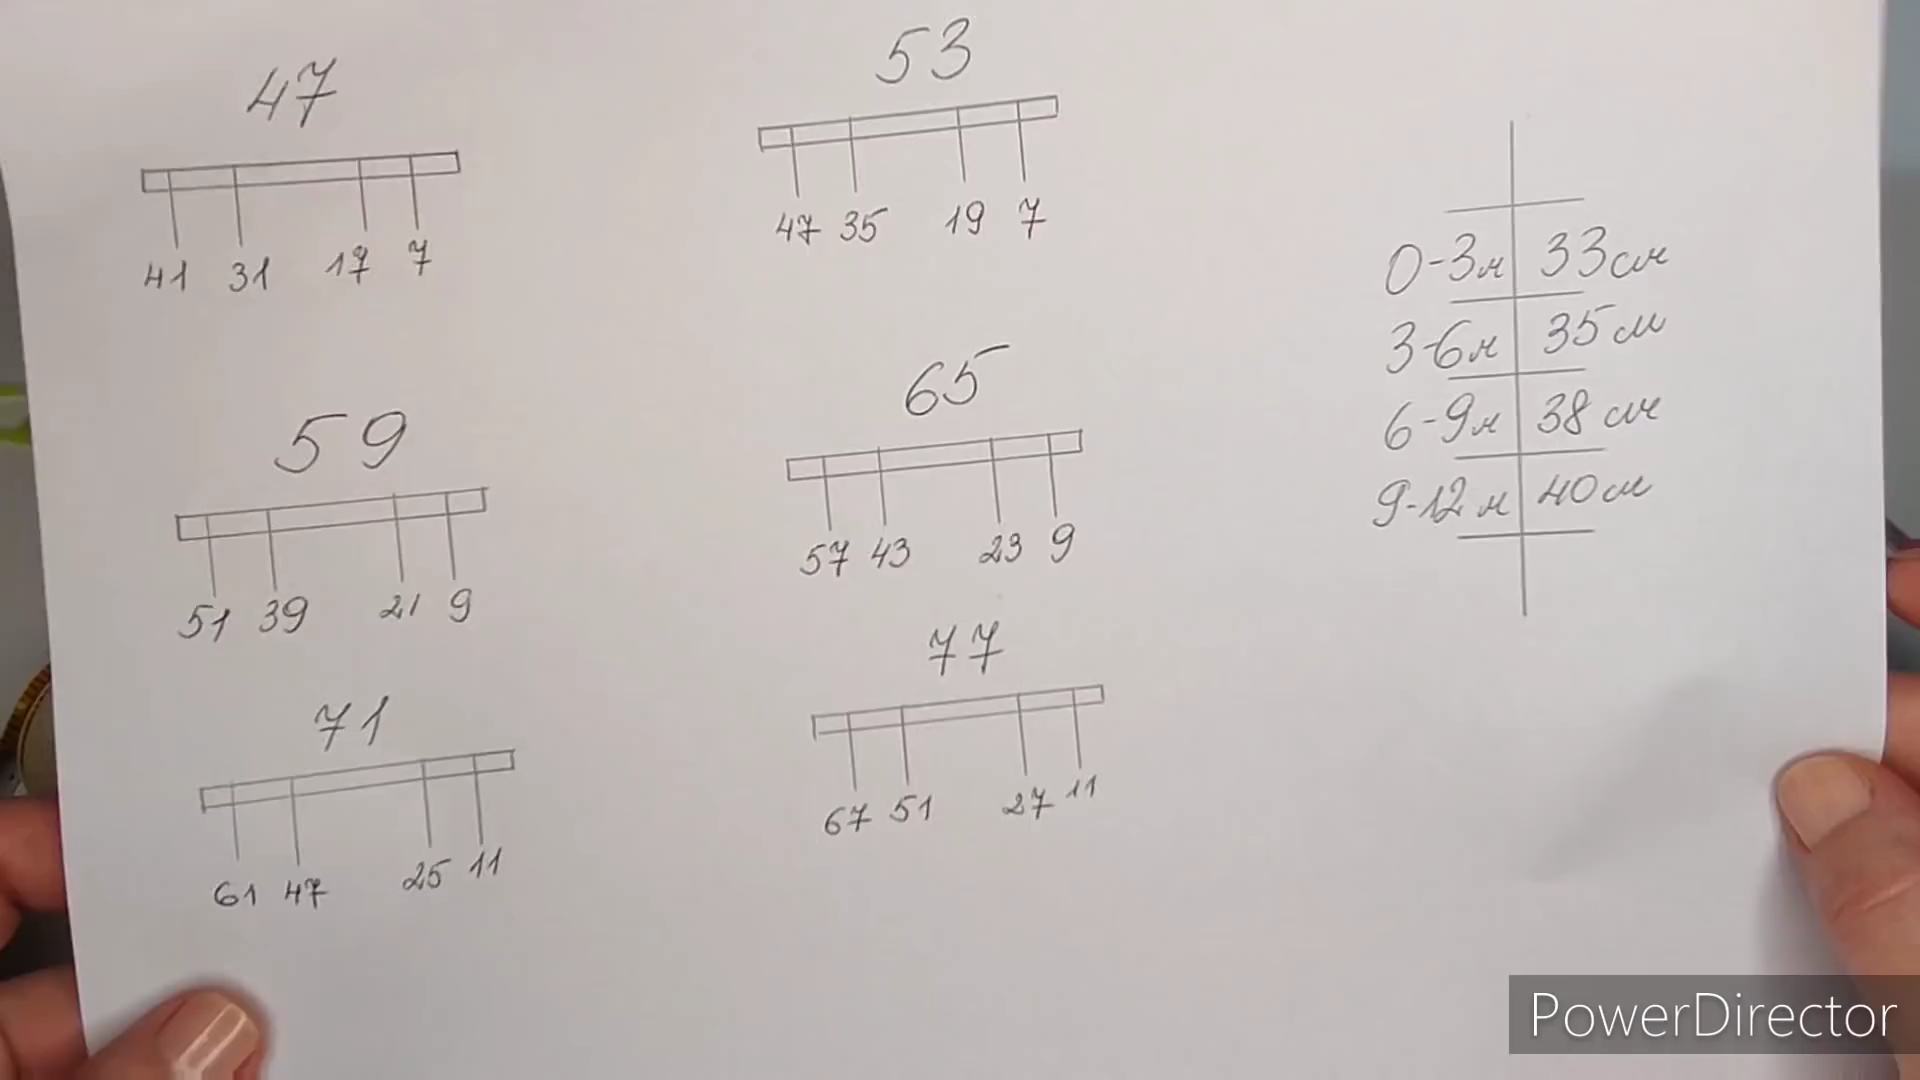 47
41 31 17 7
53
47 35 19 7
59
51 39 21 9
65
57 43 23 9
71
61 47 25 11
77
67 51 27 11
0-3м 33см
3-6м 35см
6-9м 38см
9-12м 40см
PowerDirector